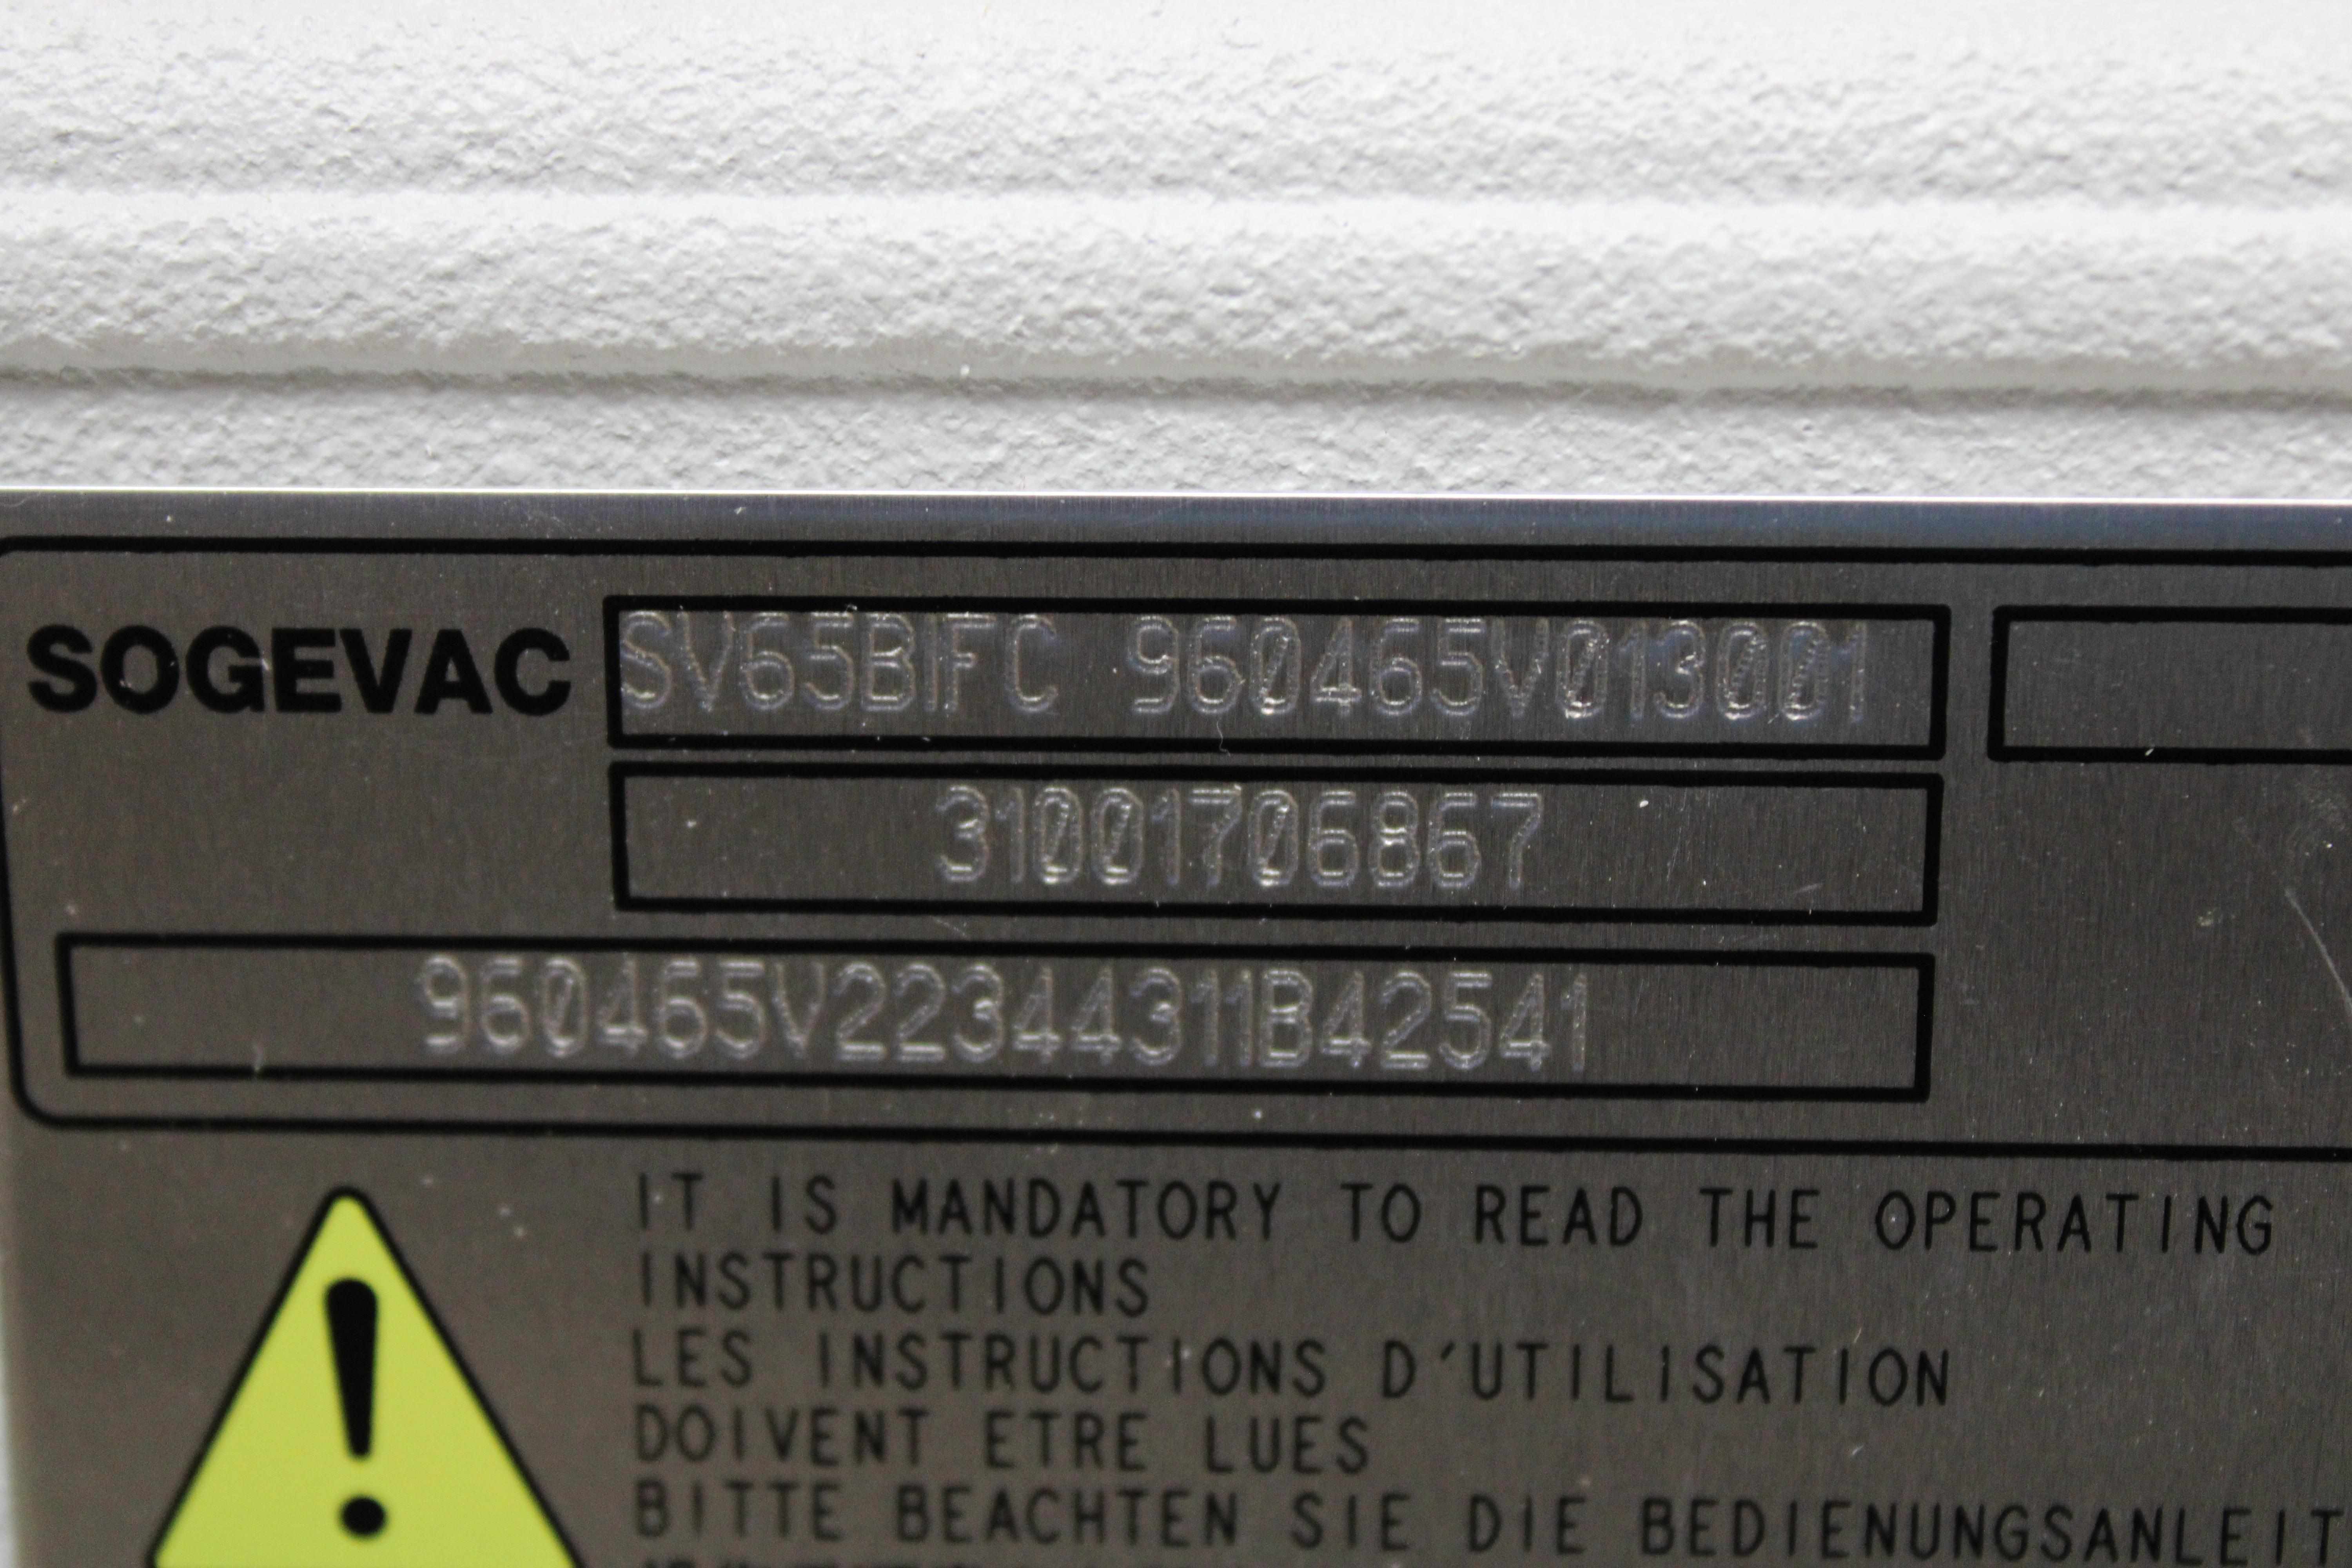 SOGEVAC SV65BIFC 960465V013001
31001706867
960465V22344311B42541
IT IS MANDATORY TO READ THE OPERATING
INSTRUCTIONS
LES INSTRUCTIONS D'UTILISATION
DOIVENT ETRE LUES
BITTE BEACHTEN SIE DIE BEDIENUNGSANLEIT